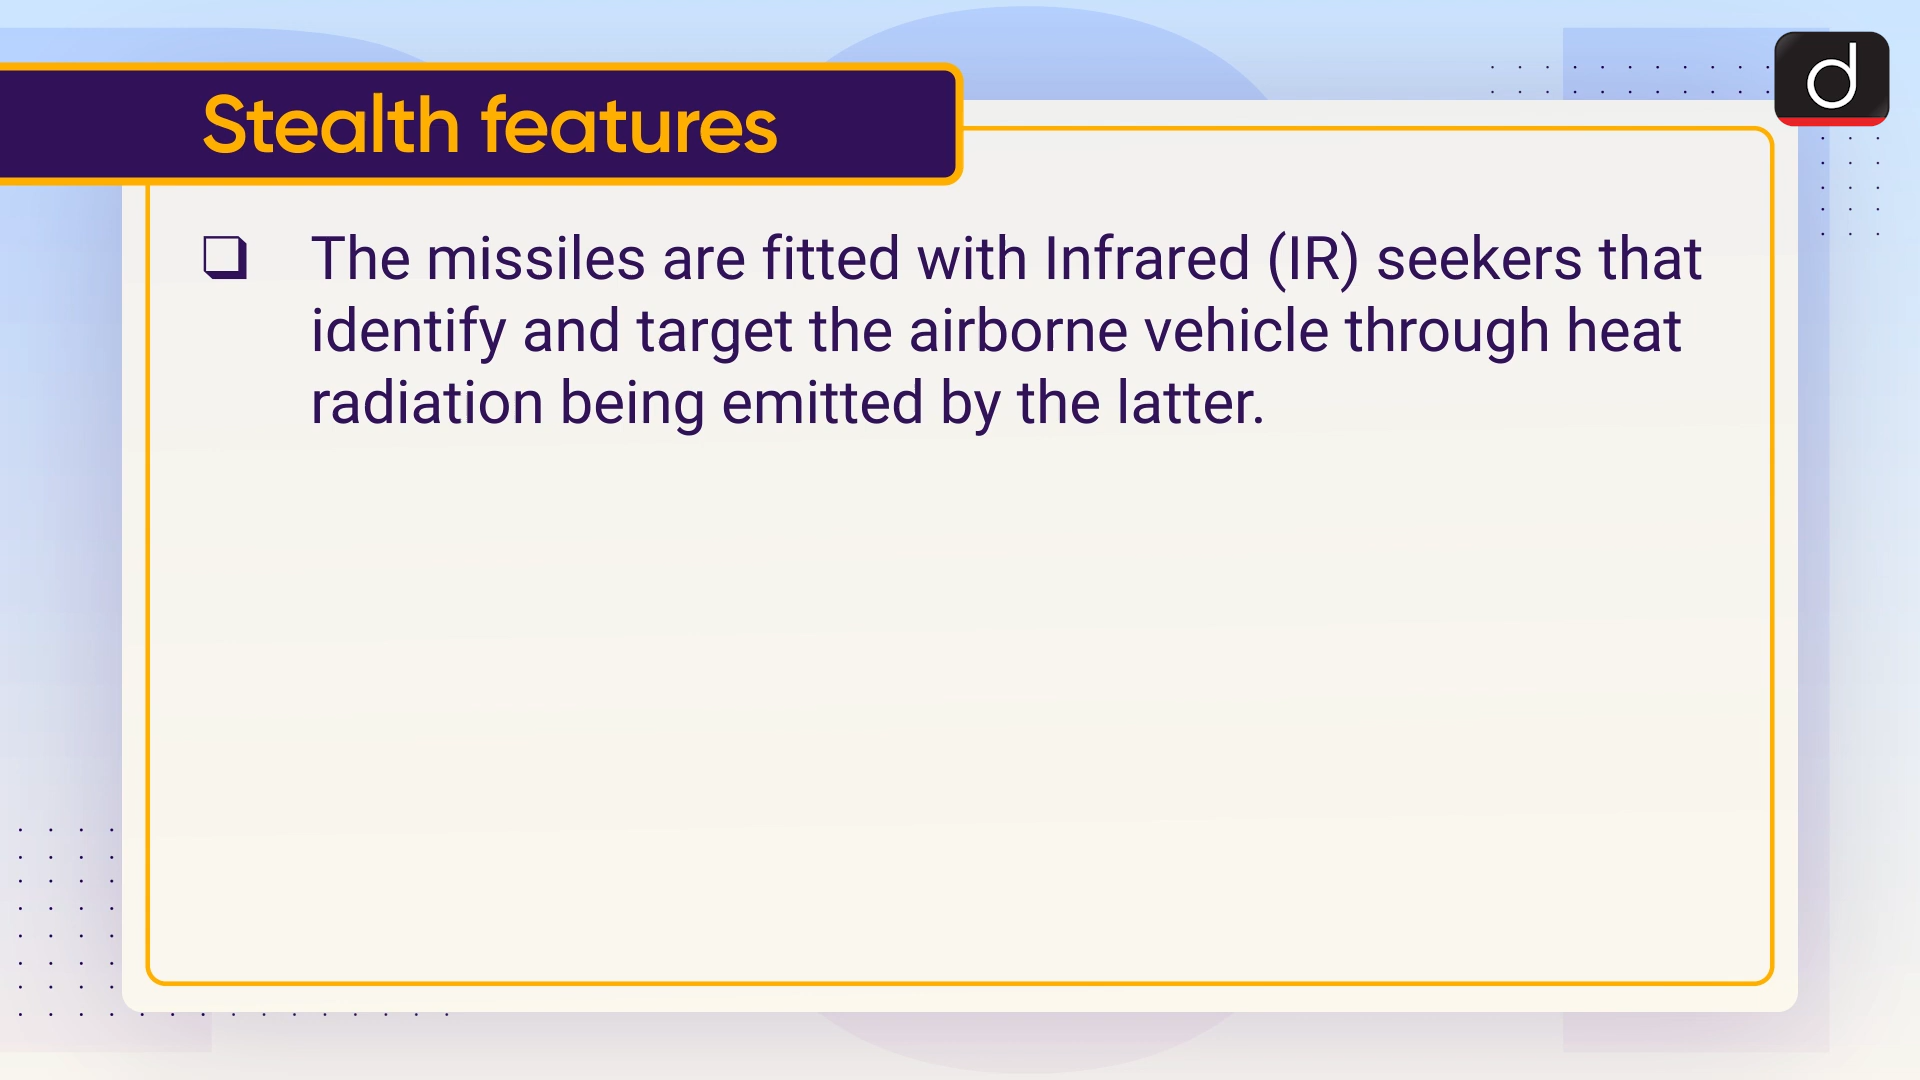 Stealth features
d
❑ The missiles are fitted with Infrared (IR) seekers that
identify and target the airborne vehicle through heat
radiation being emitted by the latter.